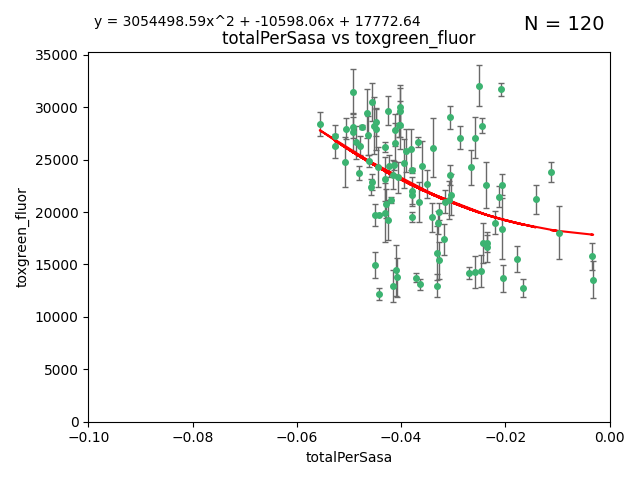 y = 3054498.59x^2 + -10598.06x + 17772.64
N = 120
totalPerSasa vs toxgreen_fluor
35000
30000
25000
20000
15000
10000
5000
0
toxgreen_fluor
−0.10
−0.08
−0.06
−0.04
−0.02
0.00
totalPerSasa